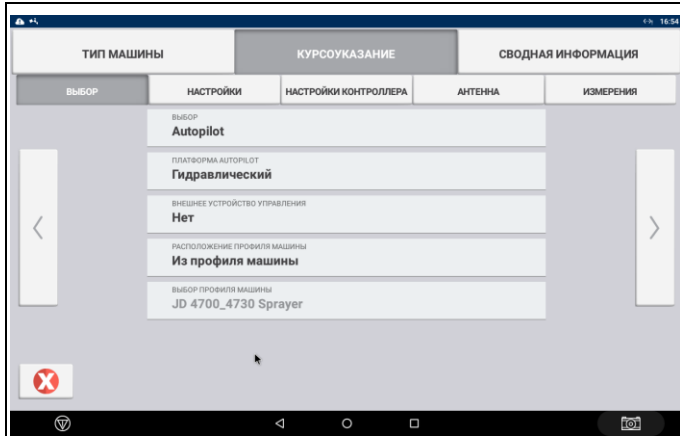 16:54
ТИП МАШИНЫ
КУРСОУКАЗАНИЕ
СВОДНАЯ ИНФОРМАЦИЯ
ВЫБОР
НАСТРОЙКИ
НАСТРОЙКИ КОНТРОЛЛЕРА
АНТЕННА
ИЗМЕРЕНИЯ
ВЫБОР
Autopilot
ПЛАТФОРМА AUTOPILOT
Гидравлический
ВНЕШНЕЕ УСТРОЙСТВО УПРАВЛЕНИЯ
Нет
РАСПОЛОЖЕНИЕ ПРОФИЛЯ МАШИНЫ
Из профиля машины
ВЫБОР ПРОФИЛЯ МАШИНЫ
JD 4700_4730 Sprayer